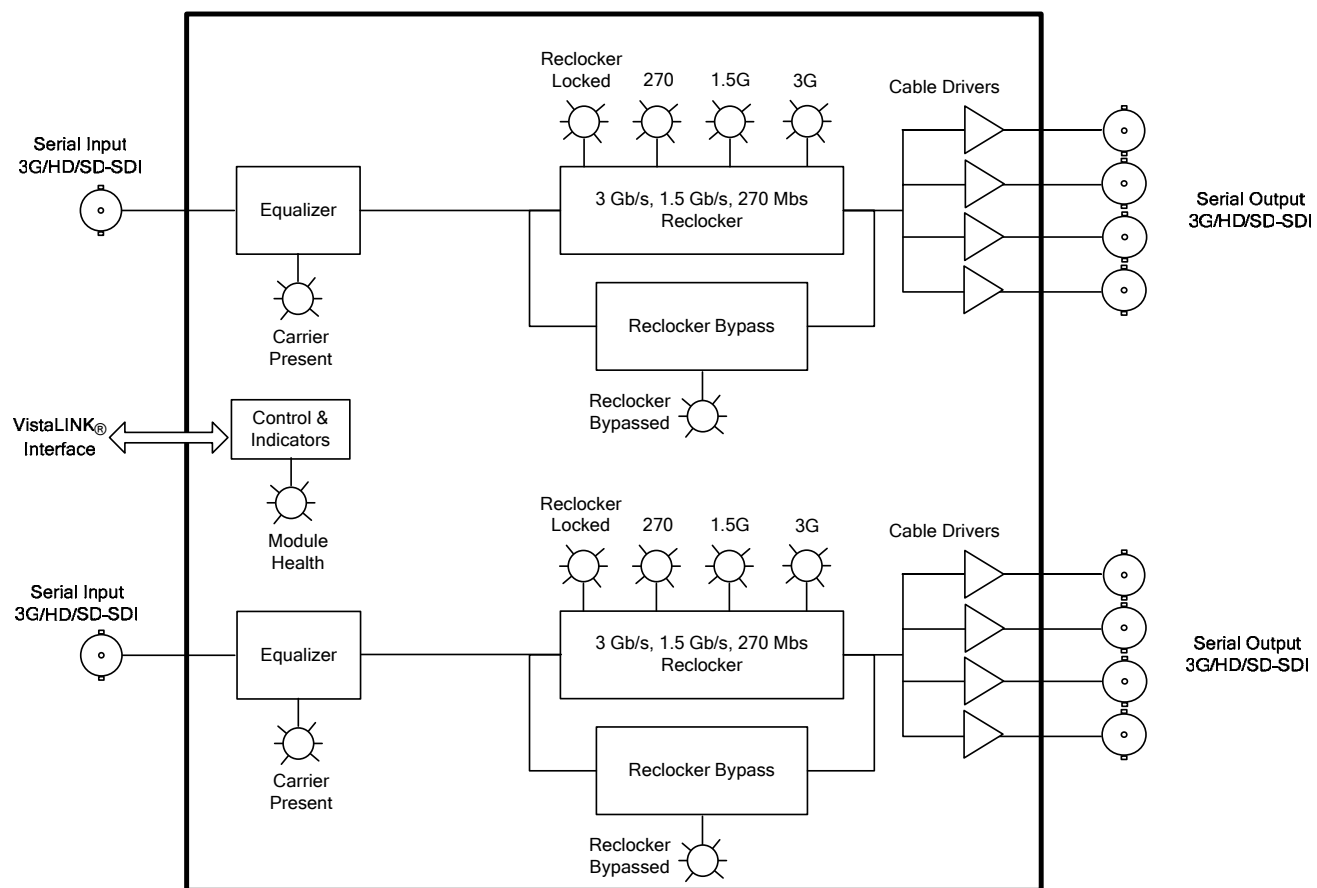 Reclocker
Locked
270
1.5G
3G
Cable Drivers
Serial Input
3G/HD/SD-SDI
Equalizer
3 Gb/s, 1.5 Gb/s, 270 Mbs
Reclocker
Serial Output
3G/HD/SD-SDI
Carrier
Present
Reclocker Bypass
Reclocker
Bypassed
VistaLINK®
Interface
Control &
Indicators
Module
Health
Reclocker
Locked
270
1.5G
3G
Cable Drivers
Serial Input
3G/HD/SD-SDI
Equalizer
3 Gb/s, 1.5 Gb/s, 270 Mbs
Reclocker
Serial Output
3G/HD/SD-SDI
Carrier
Present
Reclocker Bypass
Reclocker
Bypassed